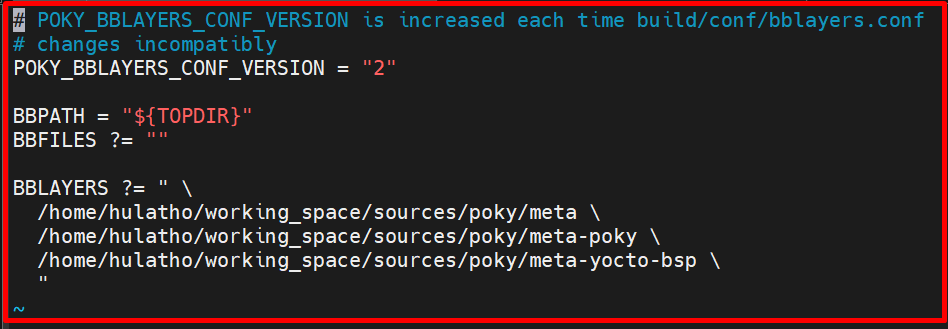 # POKY_BBLAYERS_CONF_VERSION is increased each time build/conf/bblayers.conf
# changes incompatibly
POKY_BBLAYERS_CONF_VERSION = "2"

BBPATH = "${TOPDIR}"
BBFILES ?= ""

BBLAYERS ?= " \
  /home/hulatho/working_space/sources/poky/meta \
  /home/hulatho/working_space/sources/poky/meta-poky \
  /home/hulatho/working_space/sources/poky/meta-yocto-bsp \
  "
~